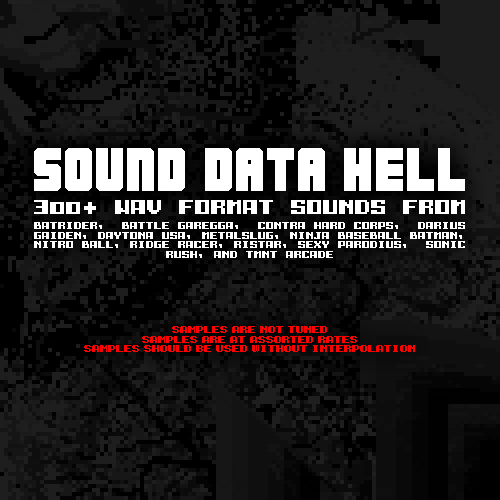 SOUND DATA HELL
300+ WAV FORMAT SOUNDS FROM
BATRIDER, BATTLE GAREGGA, CONTRA HARD CORPS, DARIUS
GAIDEN, DAYTONA USA, METALSLUG, NINJA BASEBALL BATMAN,
NITRO BALL, RIDGE RACER, RISTAR, SEXY PARODIUS, SONIC
RUSH, AND TMNT ARCADE
SAMPLES ARE NOT TUNED
SAMPLES ARE AT ASSORTED RATES
SAMPLES SHOULD BE USED WITHOUT INTERPOLATION